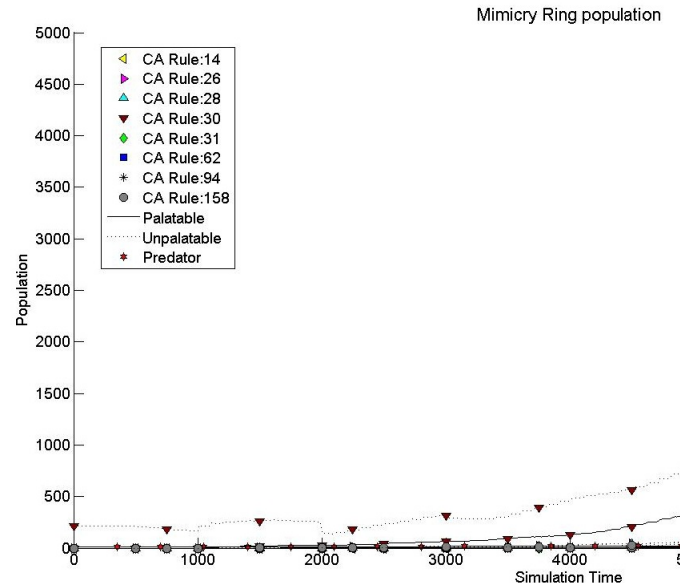 Mimicry Ring population
5000
4500
4000
3500
3000
2500
2000
1500
1000
500
0
Population
CA Rule:14
CA Rule:26
CA Rule:28
CA Rule:30
CA Rule:31
CA Rule:62
CA Rule:94
CA Rule:158
Palatable
Unpalatable
Predator
0 1000 2000 3000 4000
Simulation Time